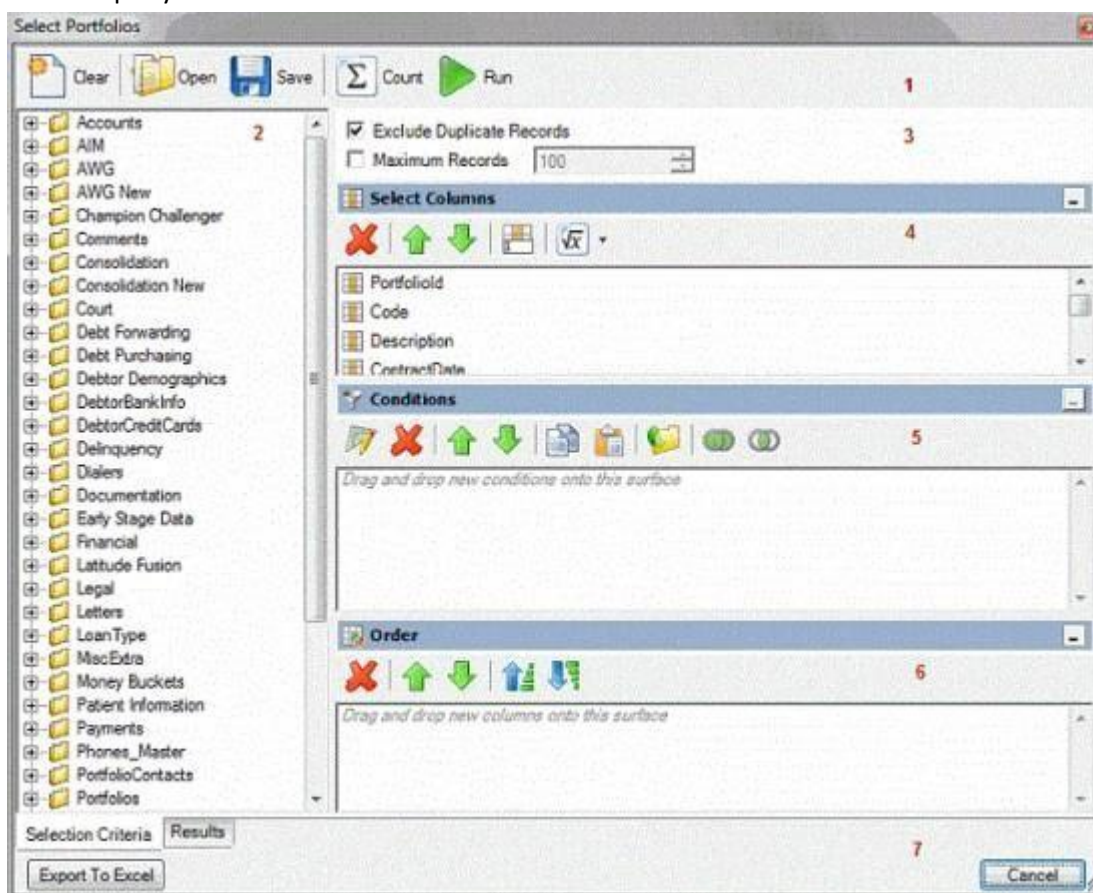 Select Portfolios
Clear Open Save Count Run 1
2
Accounts
AIM
AWG
AWG New
Champion Challenger
Comments
Consolidation
Consolidation New
Court
Debt Forwarding
Debt Purchasing
Debtor Demographics
DebtorBankInfo
DebtorCreditCards
Delinquency
Dialers
Documentation
Early Stage Data
Financial
Latitude Fusion
Legal
Letters
LoanType
MiscExtra
Money Buckets
Patient Information
Payments
Phones_Master
PortfolioContacts
Portfolios
Exclude Duplicate Records 3
Maximum Records 100
Select Columns
4
PortfolioId
Code
Description
ContractDate
Conditions
5
Drag and drop new conditions onto this surface
Order
6
Drag and drop new columns onto this surface
Selection Criteria Results
7
Export To Excel Cancel